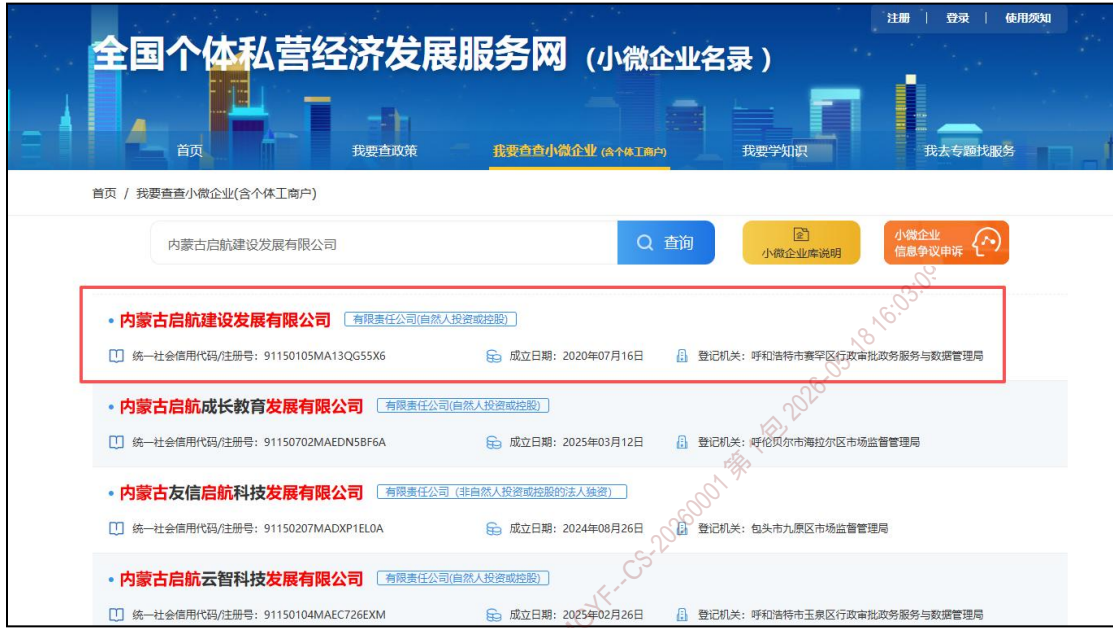 注册 | 登录 | 使用须知
全国个体私营经济发展服务网（小微企业名录）
首页 我要查政策 我要查查小微企业 (含个体工商户) 我要学知识 我去专题找服务
首页 / 我要查查小微企业(含个体工商户)
内蒙古启航建设发展有限公司 查询 小微企业库说明 小微企业
信息争议申诉
• 内蒙古启航建设发展有限公司 有限责任公司(自然人投资或控股)
统一社会信用代码/注册号：91150105MA13QG55X6 成立日期：2020年07月16日 登记机关：呼和浩特市赛罕区行政审批政务服务与数据管理局
• 内蒙古启航成长教育发展有限公司 有限责任公司(自然人投资或控股)
统一社会信用代码/注册号：91150702MAEDN5BF6A 成立日期：2025年03月12日 登记机关：呼伦贝尔市海拉尔区市场监督管理局
• 内蒙古友信启航科技发展有限公司 有限责任公司（非自然人投资或控股的法人独资）
统一社会信用代码/注册号：91150207MADXP1EL0A 成立日期：2024年08月26日 登记机关：包头市九原区市场监督管理局
• 内蒙古启航云智科技发展有限公司 有限责任公司(自然人投资或控股)
统一社会信用代码/注册号：91150104MAEC726EXM 成立日期：2025年02月26日 登记机关：呼和浩特市玉泉区行政审批政务服务与数据管理局
--CS-20260001 第 1 包 2026-05-18 16:03:09